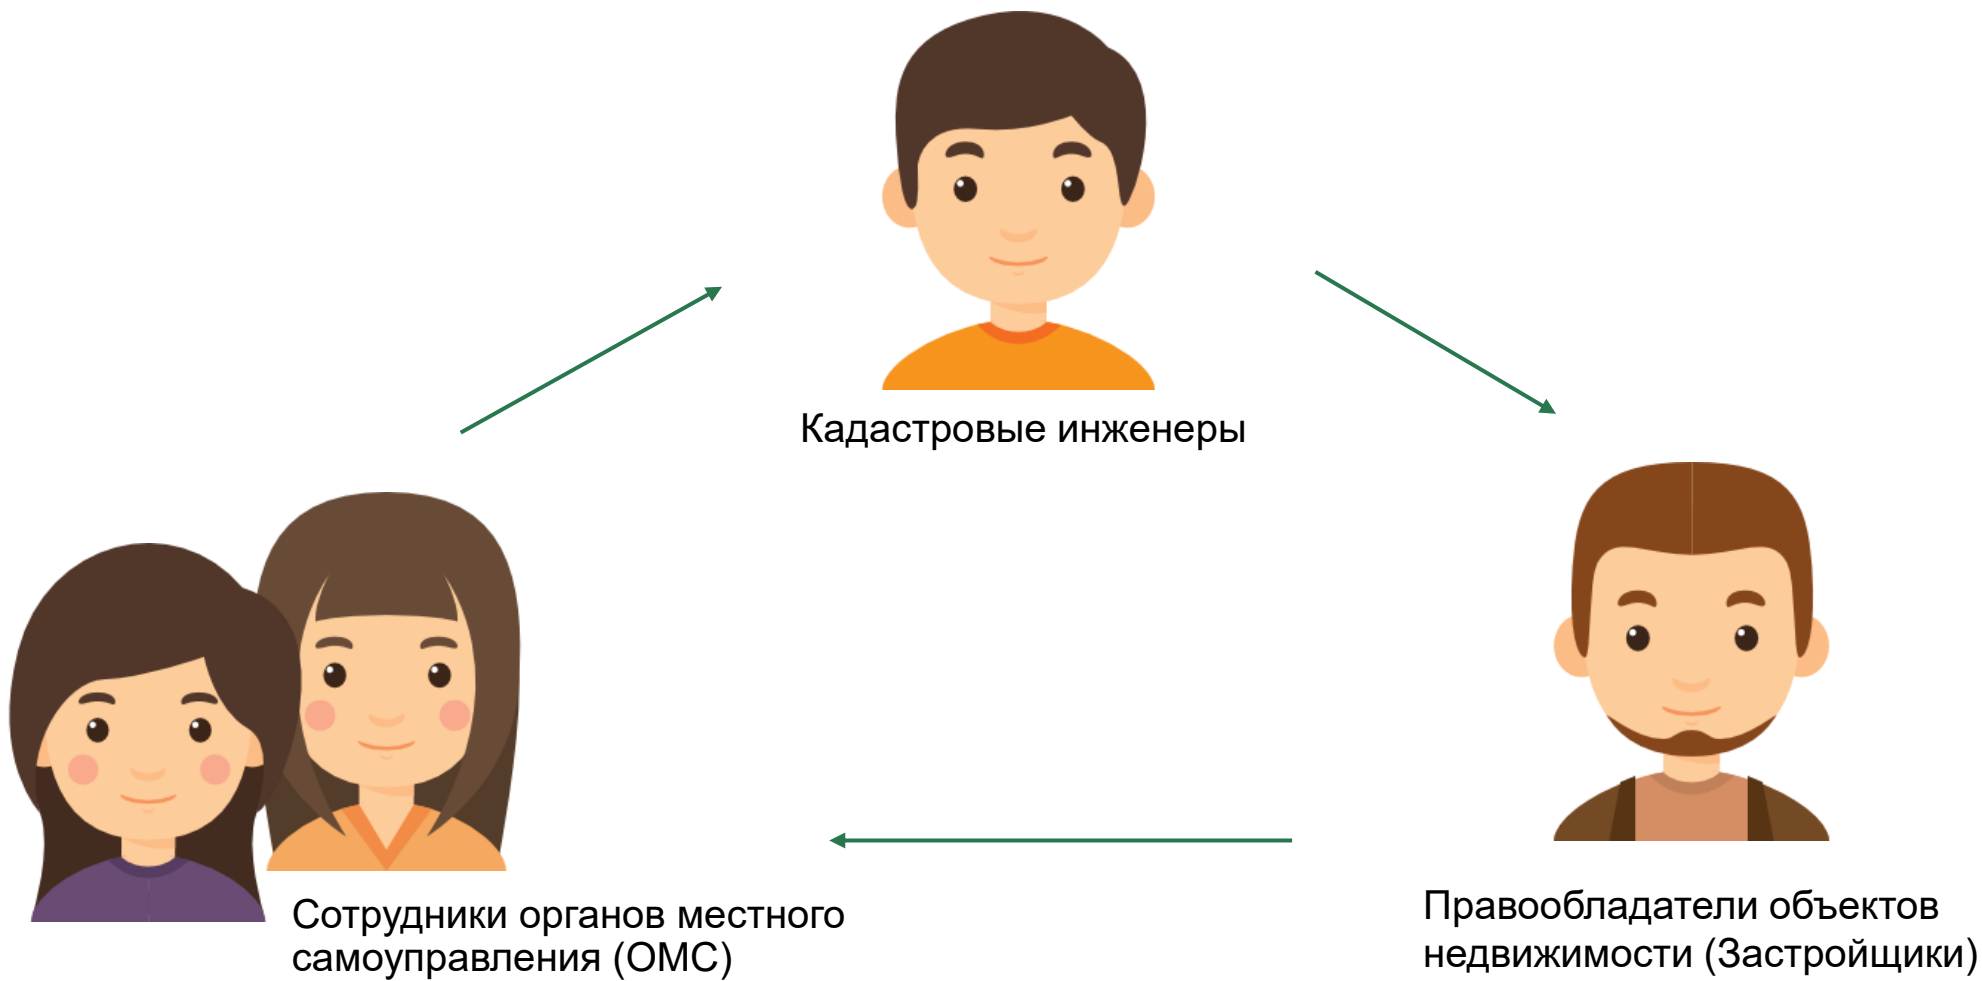 Кадастровые инженеры
Сотрудники органов местного
самоуправления (ОМС)
Правообладатели объектов
недвижимости (Застройщики)